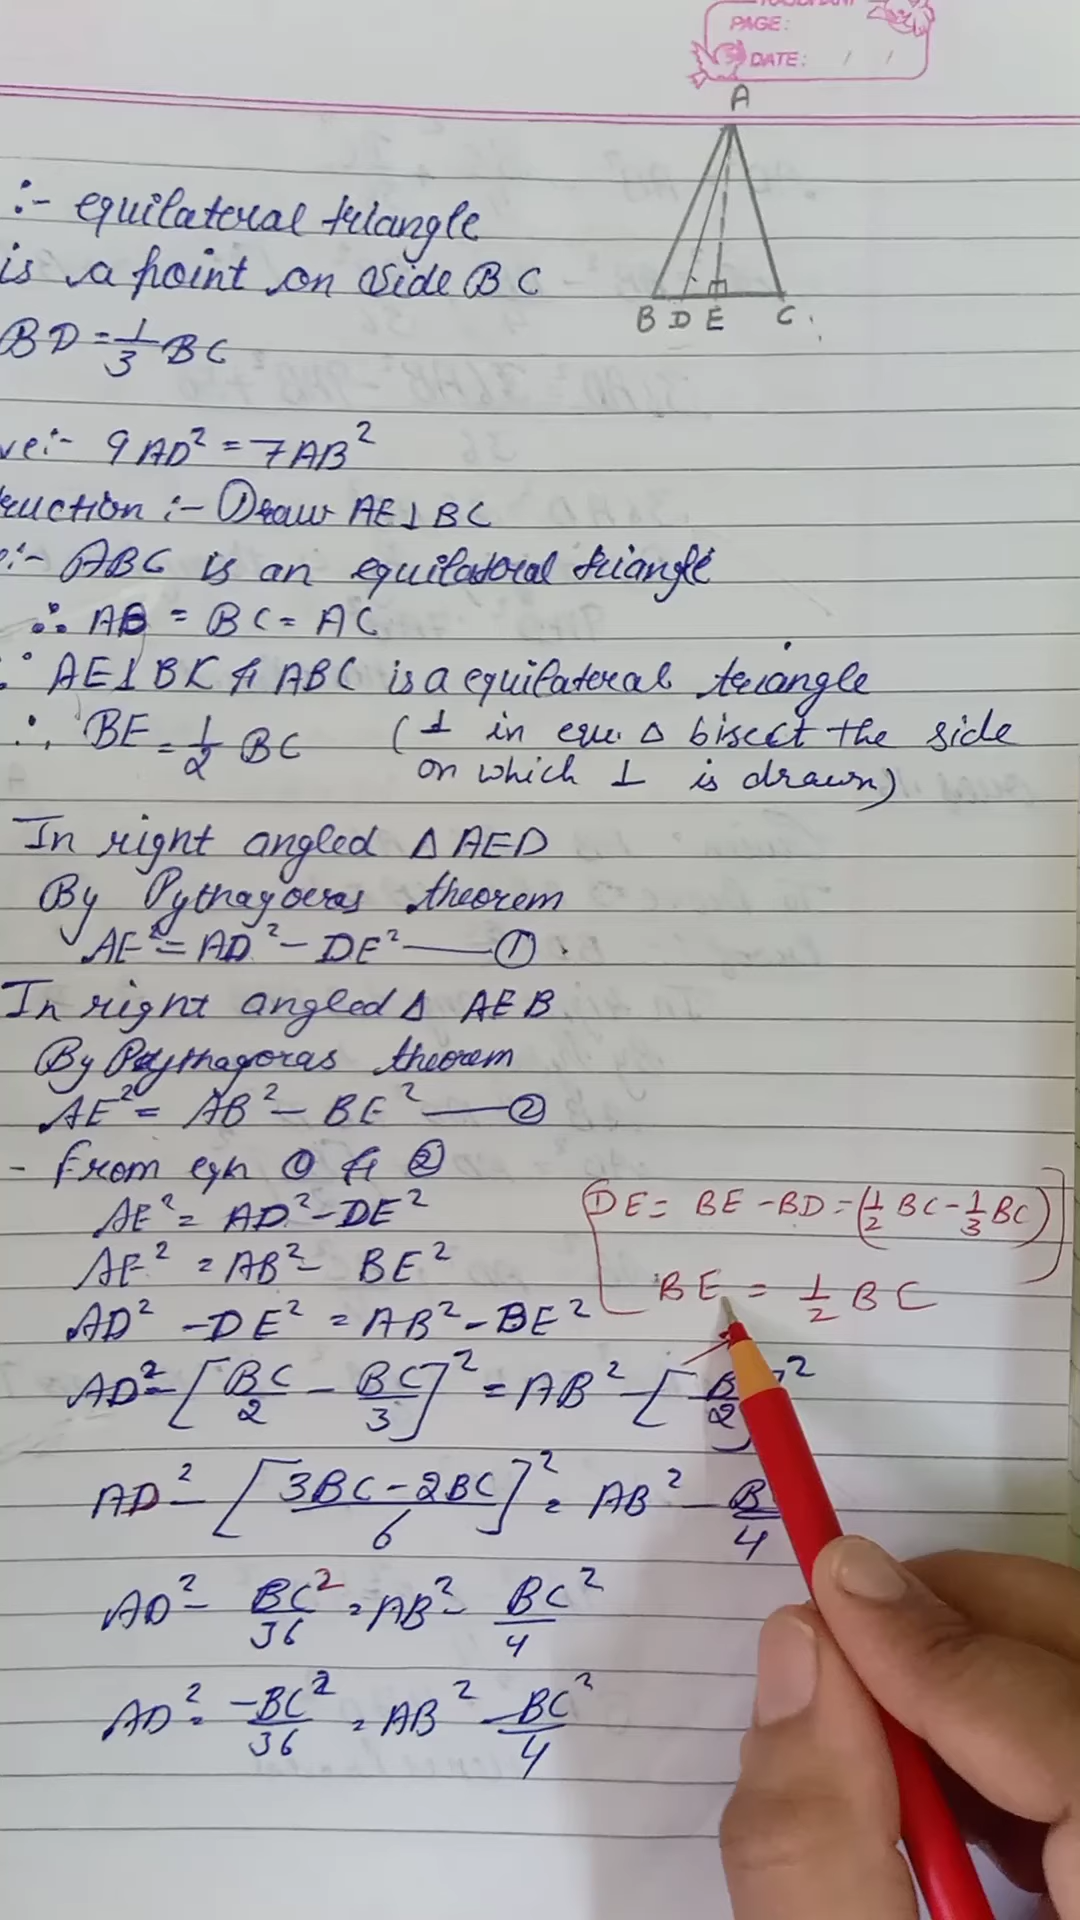 PAGE:
DATE: / /
A
B D E C
:- equilateral triangle
is a point on side BC
BD = 1/3 BC
ve:- 9AD² = 7AB²
ruction :- Draw AE⊥BC
:- ABC is an equilateral triangle
∴ AB = BC = AC
∵ AE⊥BC & ABC is a equilateral triangle
∴ BE = 1/2 BC (⊥ in equ. Δ bisect the side
on which ⊥ is drawn)
In right angled Δ AED
By Pythagoras theorem
AE² = AD² - DE² — ①
In right angled Δ AEB
By Pythagoras theorem
AE² = AB² - BE² — ②
- From eqn ① & ②
AE² = AD² - DE²
DE = BE - BD = (1/2 BC - 1/3 BC)
AE² = AB² - BE²
BE = 1/2 BC
AD² - DE² = AB² - BE²
AD² - [BC/2 - BC/3]² = AB² - [B /2]²
AD² - [3BC - 2BC/6]² = AB² - B /4
AD² - BC²/36 = AB² - BC²/4
AD² = -BC²/36 = AB² - BC²/4